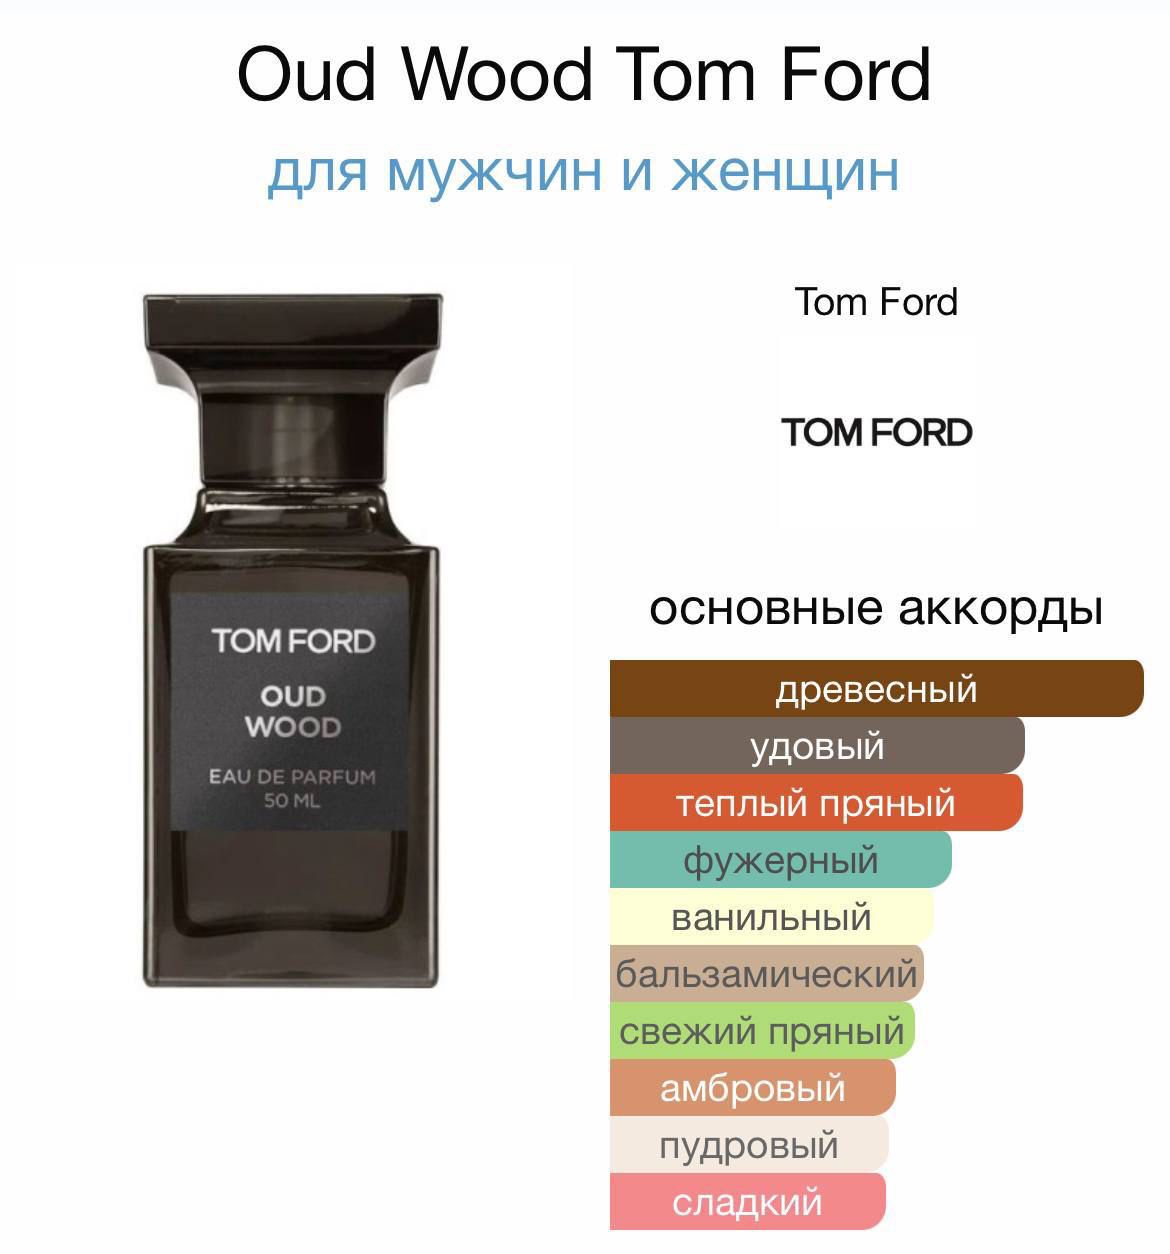 Oud Wood Tom Ford
для мужчин и женщин
Tom Ford
TOM FORD
TOM FORD
OUD
WOOD
EAU DE PARFUM
50 ML
основные аккорды
древесный
удовый
теплый пряный
фужерный
ванильный
бальзамический
свежий пряный
амбровый
пудровый
сладкий